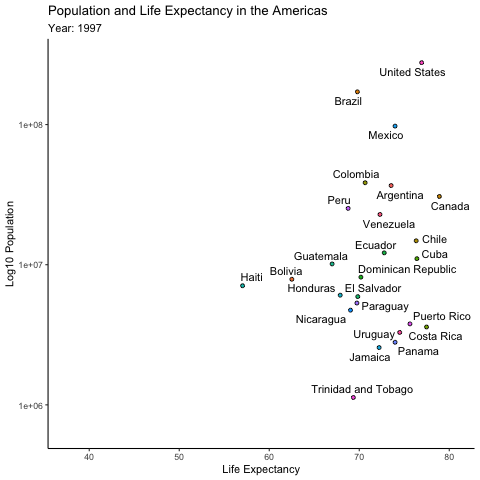 Population and Life Expectancy in the Americas
Year: 1997
United States
Brazil
1e+08
Mexico
Colombia
Argentina
Peru
Canada
Venezuela
Chile
Ecuador
Cuba
Guatemala
1e+07
Dominican Republic
Bolivia
Haiti
Honduras
El Salvador
Paraguay
Nicaragua
Puerto Rico
Uruguay
Costa Rica
Panama
Jamaica
Trinidad and Tobago
1e+06
Log10 Population
40 50 60 70 80
Life Expectancy